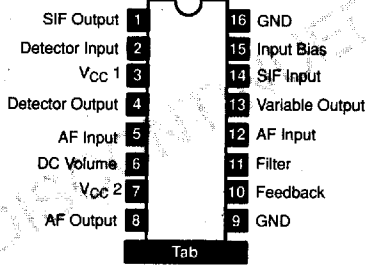 SIF Output 1 16 GND
Detector Input 2 15 Input Bias
VCC 1 3 14 SIF Input
Detector Output 4 13 Variable Output
AF Input 5 12 AF Input
DC Volume 6 11 Filter
VCC 2 7 10 Feedback
AF Output 8 9 GND
Tab